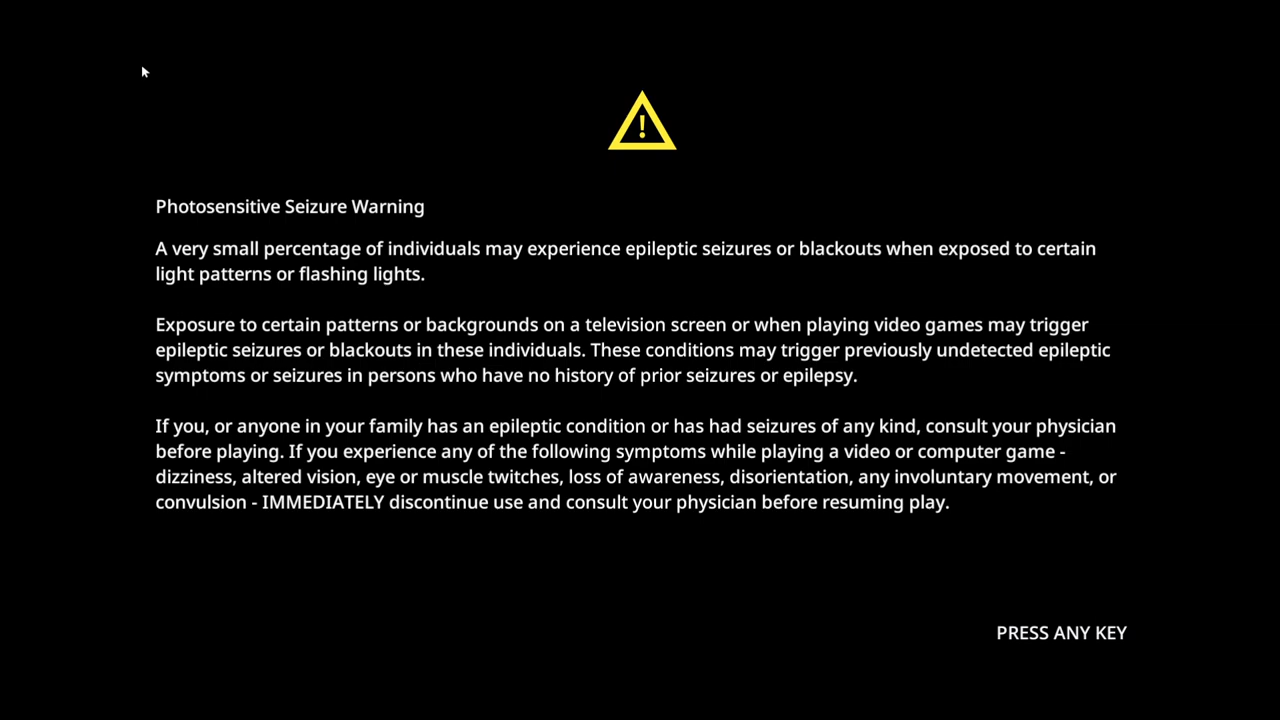 Photosensitive Seizure Warning
A very small percentage of individuals may experience epileptic seizures or blackouts when exposed to certain
light patterns or flashing lights.
Exposure to certain patterns or backgrounds on a television screen or when playing video games may trigger
epileptic seizures or blackouts in these individuals. These conditions may trigger previously undetected epileptic
symptoms or seizures in persons who have no history of prior seizures or epilepsy.
If you, or anyone in your family has an epileptic condition or has had seizures of any kind, consult your physician
before playing. If you experience any of the following symptoms while playing a video or computer game -
dizziness, altered vision, eye or muscle twitches, loss of awareness, disorientation, any involuntary movement, or
convulsion - IMMEDIATELY discontinue use and consult your physician before resuming play.
PRESS ANY KEY